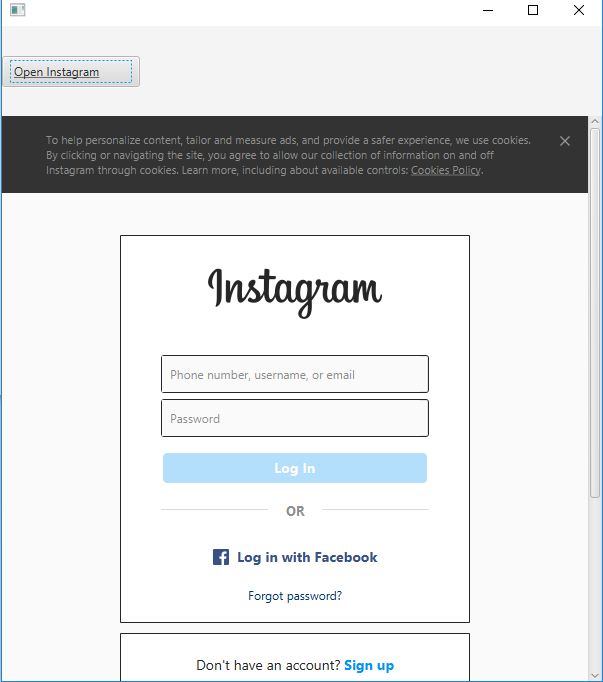 Open Instagram
To help personalize content, tailor and measure ads, and provide a safer experience, we use cookies.
By clicking or navigating the site, you agree to allow our collection of information on and off
Instagram through cookies. Learn more, including about available controls: Cookies Policy.
Instagram
Phone number, username, or email
Password
Log In
OR
Log in with Facebook
Forgot password?
Don't have an account? Sign up